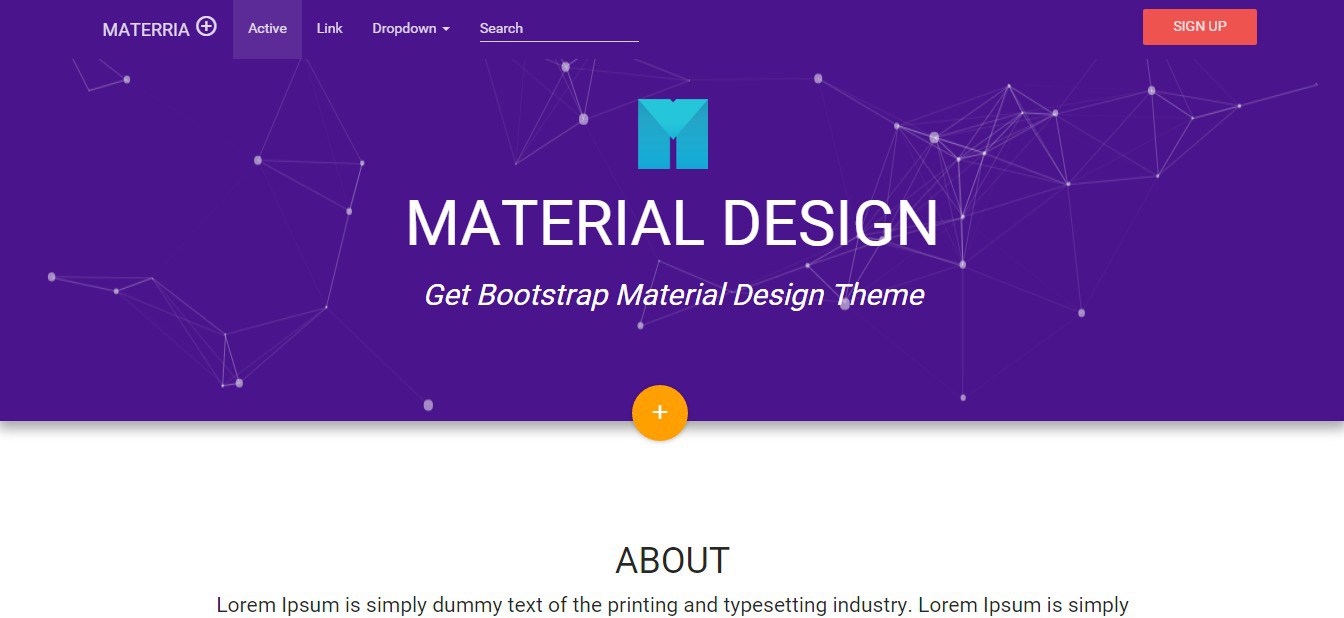 MATERRIA Active Link Dropdown Search SIGN UP
MATERIAL DESIGN
Get Bootstrap Material Design Theme
+
ABOUT
Lorem Ipsum is simply dummy text of the printing and typesetting industry. Lorem Ipsum is simply